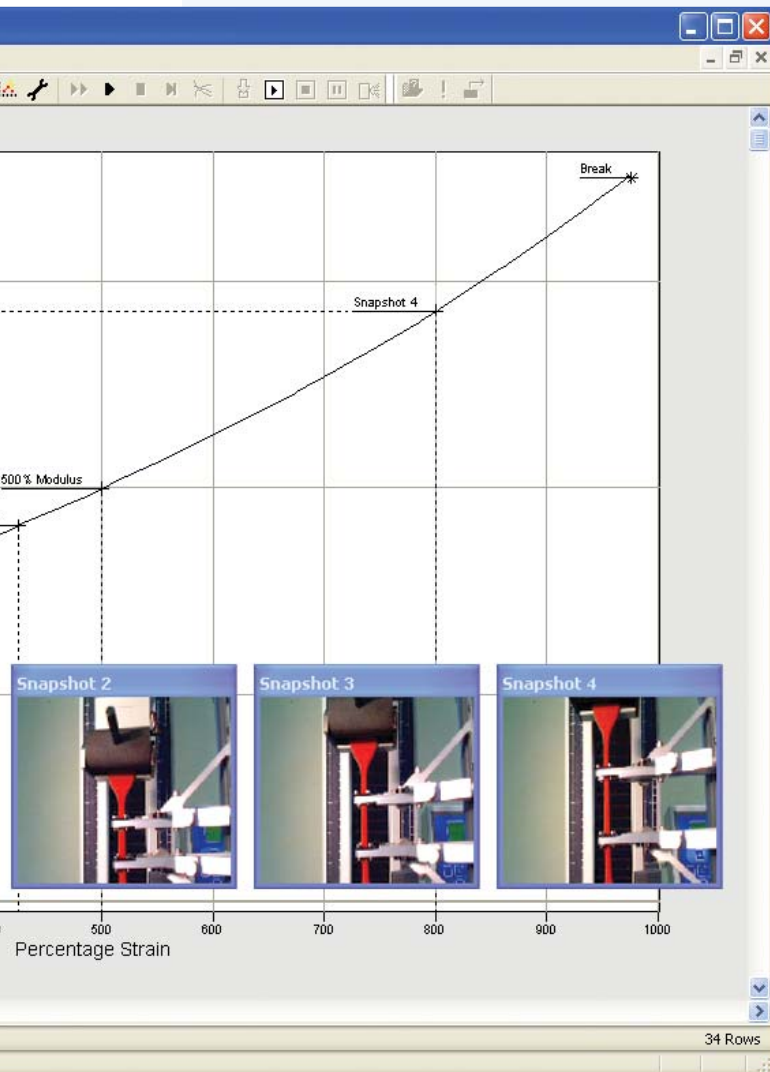 Break
Snapshot 4
500% Modulus
Snapshot 2
Snapshot 3
Snapshot 4
500
600
700
800
900
1000
Percentage Strain
34 Rows